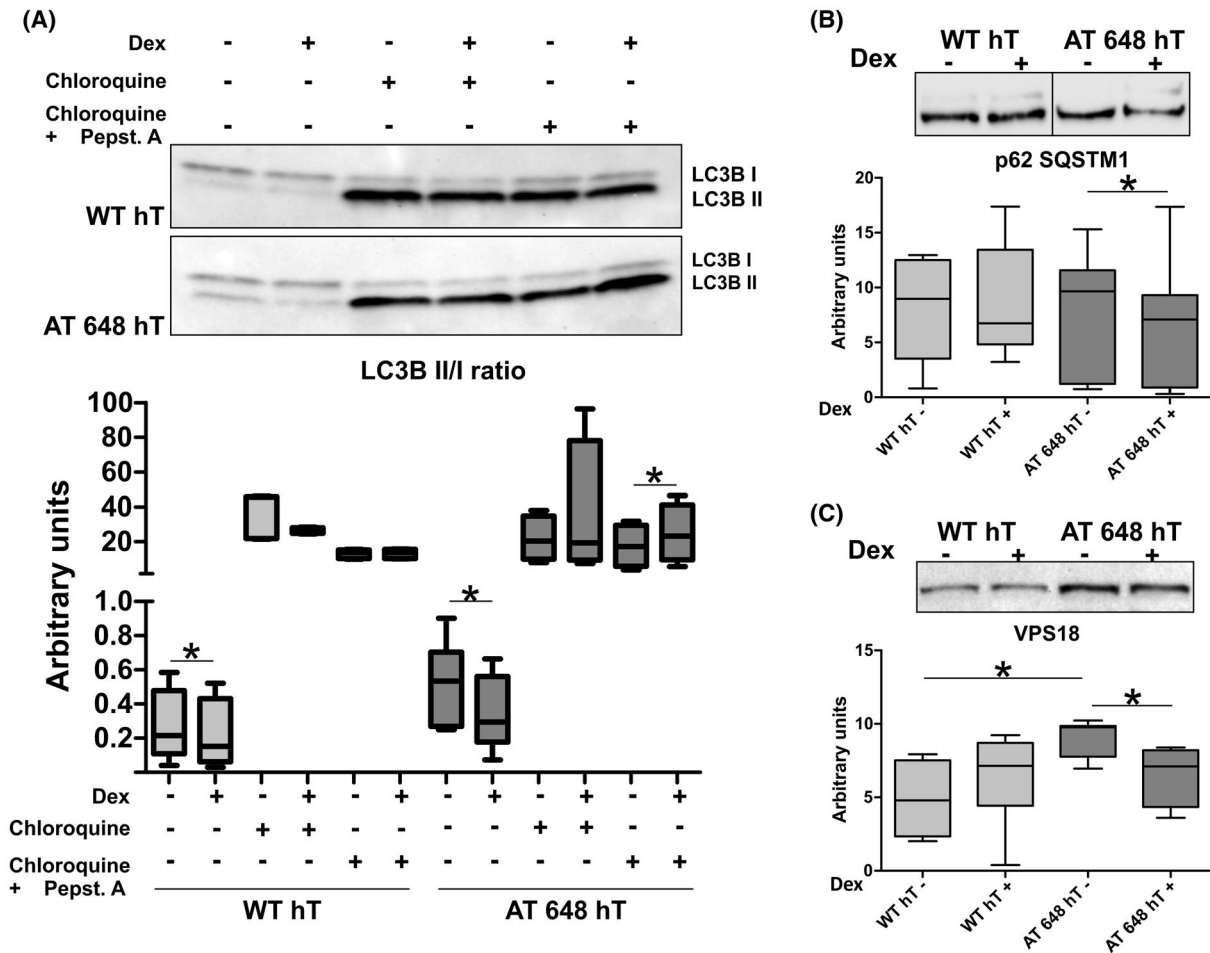 (A)
Dex - + - + - +
Chloroquine - - + + - -
Chloroquine
+ Pepst. A - - - - + +
LC3B I
LC3B II
WT hT
LC3B I
LC3B II
AT 648 hT
LC3B II/I ratio
Arbitrary units
100
80
60
40
20
1.0
0.8
0.6
0.4
0.2
* * *
Dex - + - + - + - + - + - +
Chloroquine - - + + - - - - + + - -
Chloroquine
+ Pepst. A - - - - + + - - - - + +
WT hT AT 648 hT
(B)
WT hT AT 648 hT
Dex - + - +
p62 SQSTM1
Arbitrary units
20
15
10
5
0
*
Dex WT hT - WT hT + AT 648 hT - AT 648 hT +
(C)
WT hT AT 648 hT
Dex - + - +
VPS18
Arbitrary units
15
10
5
0
* *
Dex WT hT - WT hT + AT 648 hT - AT 648 hT +